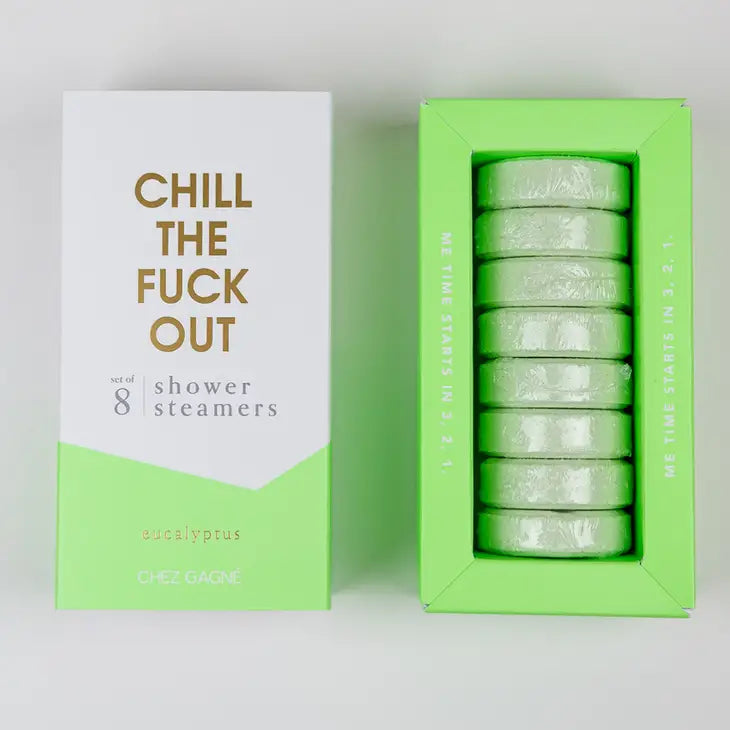 CHILL
THE
FUCK
OUT
set of
8
shower
steamers
eucalyptus
CHEZ GAGNÉ
ME TIME STARTS IN 3, 2, 1.
ME TIME STARTS IN 3, 2, 1.